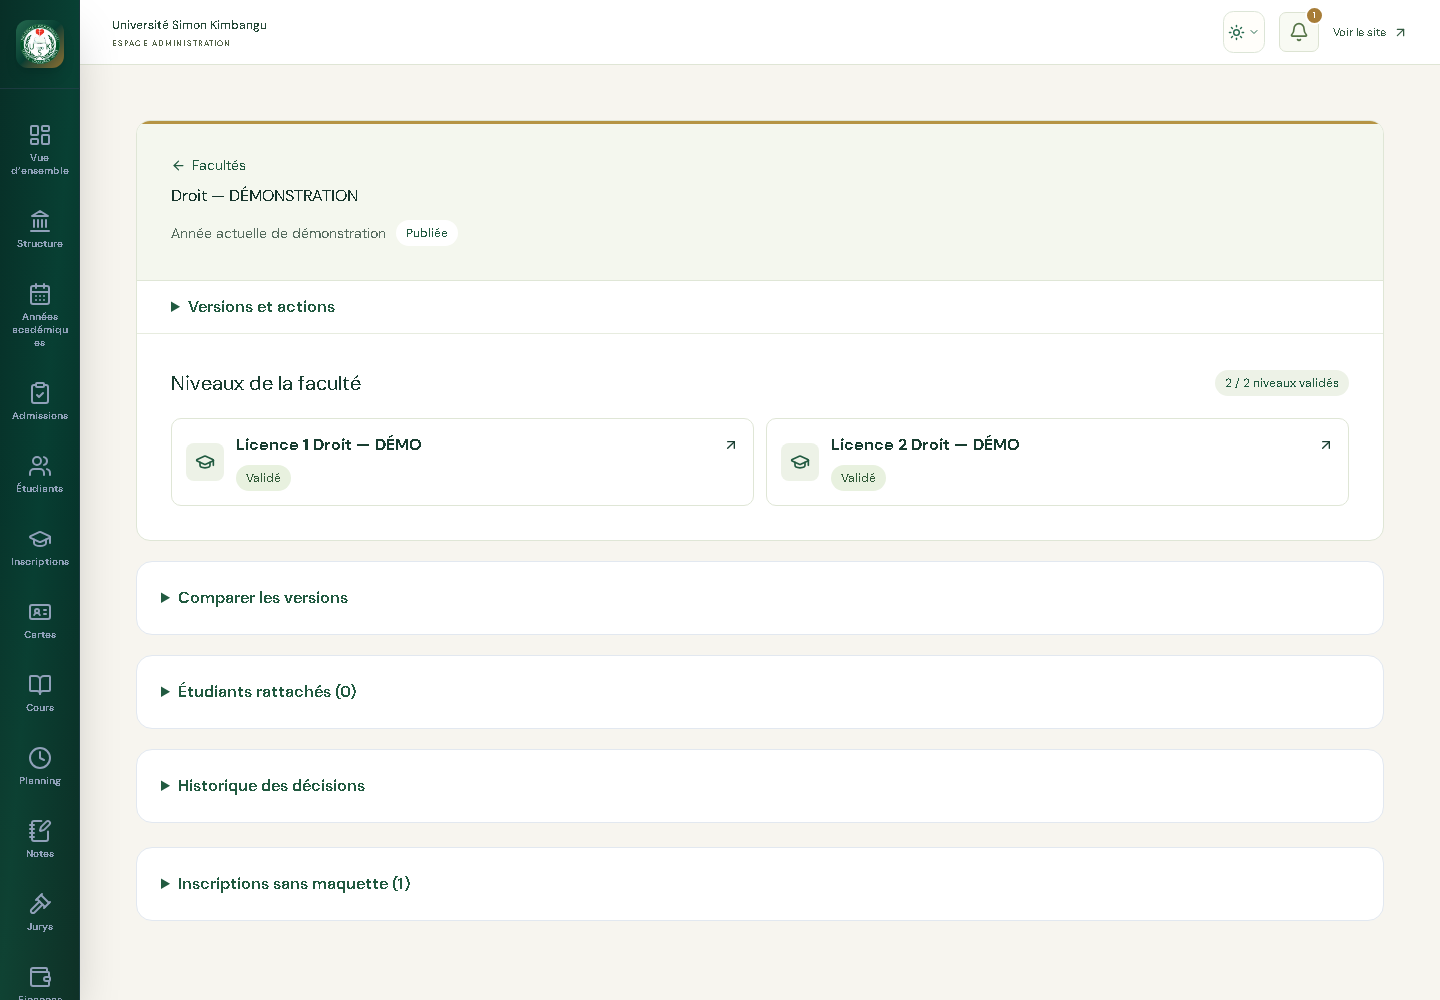 Université Simon Kimbangu
ESPACE ADMINISTRATION
1
Voir le site
Vue
d'ensemble
Structure
Années
académiqu
es
Admissions
Étudiants
Inscriptions
Cartes
Cours
Planning
Notes
Jurys
Finances
Facultés
Droit — DÉMONSTRATION
Année actuelle de démonstration
Publiée
Versions et actions
Niveaux de la faculté
2 / 2 niveaux validés
Licence 1 Droit — DÉMO
Validé
Licence 2 Droit — DÉMO
Validé
Comparer les versions
Étudiants rattachés (0)
Historique des décisions
Inscriptions sans maquette (1)